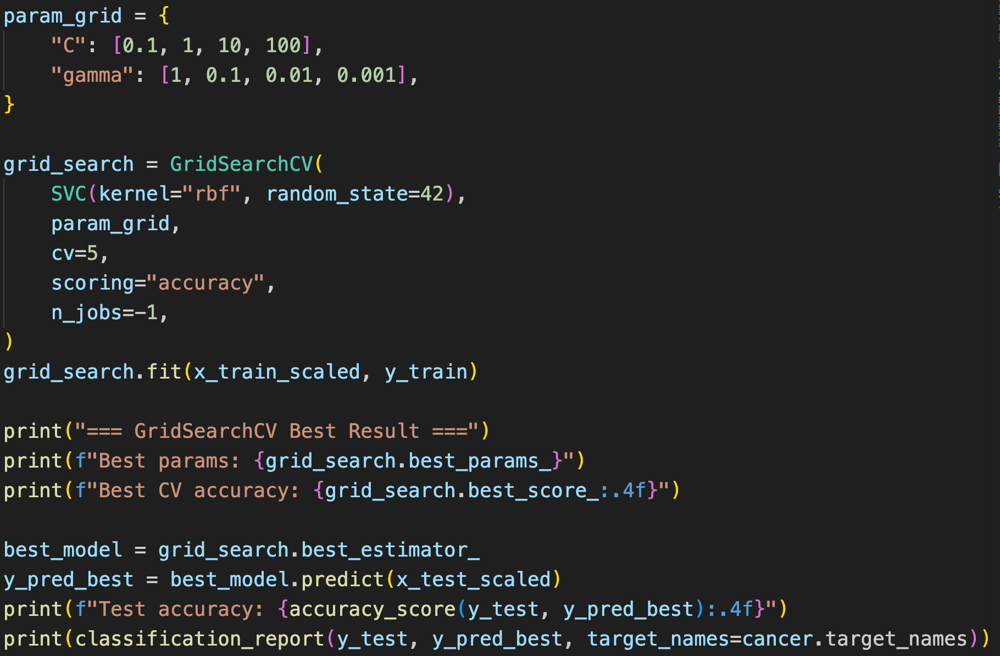 param_grid = {
    "C": [0.1, 1, 10, 100],
    "gamma": [1, 0.1, 0.01, 0.001],
}

grid_search = GridSearchCV(
    SVC(kernel="rbf", random_state=42),
    param_grid,
    cv=5,
    scoring="accuracy",
    n_jobs=-1,
)
grid_search.fit(x_train_scaled, y_train)

print("=== GridSearchCV Best Result ===")
print(f"Best params: {grid_search.best_params_}")
print(f"Best CV accuracy: {grid_search.best_score_:.4f}")

best_model = grid_search.best_estimator_
y_pred_best = best_model.predict(x_test_scaled)
print(f"Test accuracy: {accuracy_score(y_test, y_pred_best):.4f}")
print(classification_report(y_test, y_pred_best, target_names=cancer.target_names))